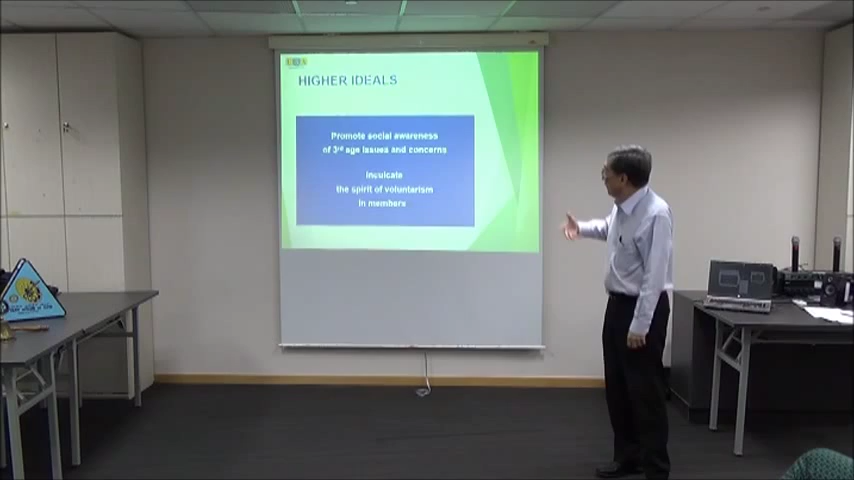 HIGHER IDEALS
Promote social awareness
of 3rd age issues and concerns
Inculcate
the spirit of voluntarism
in members